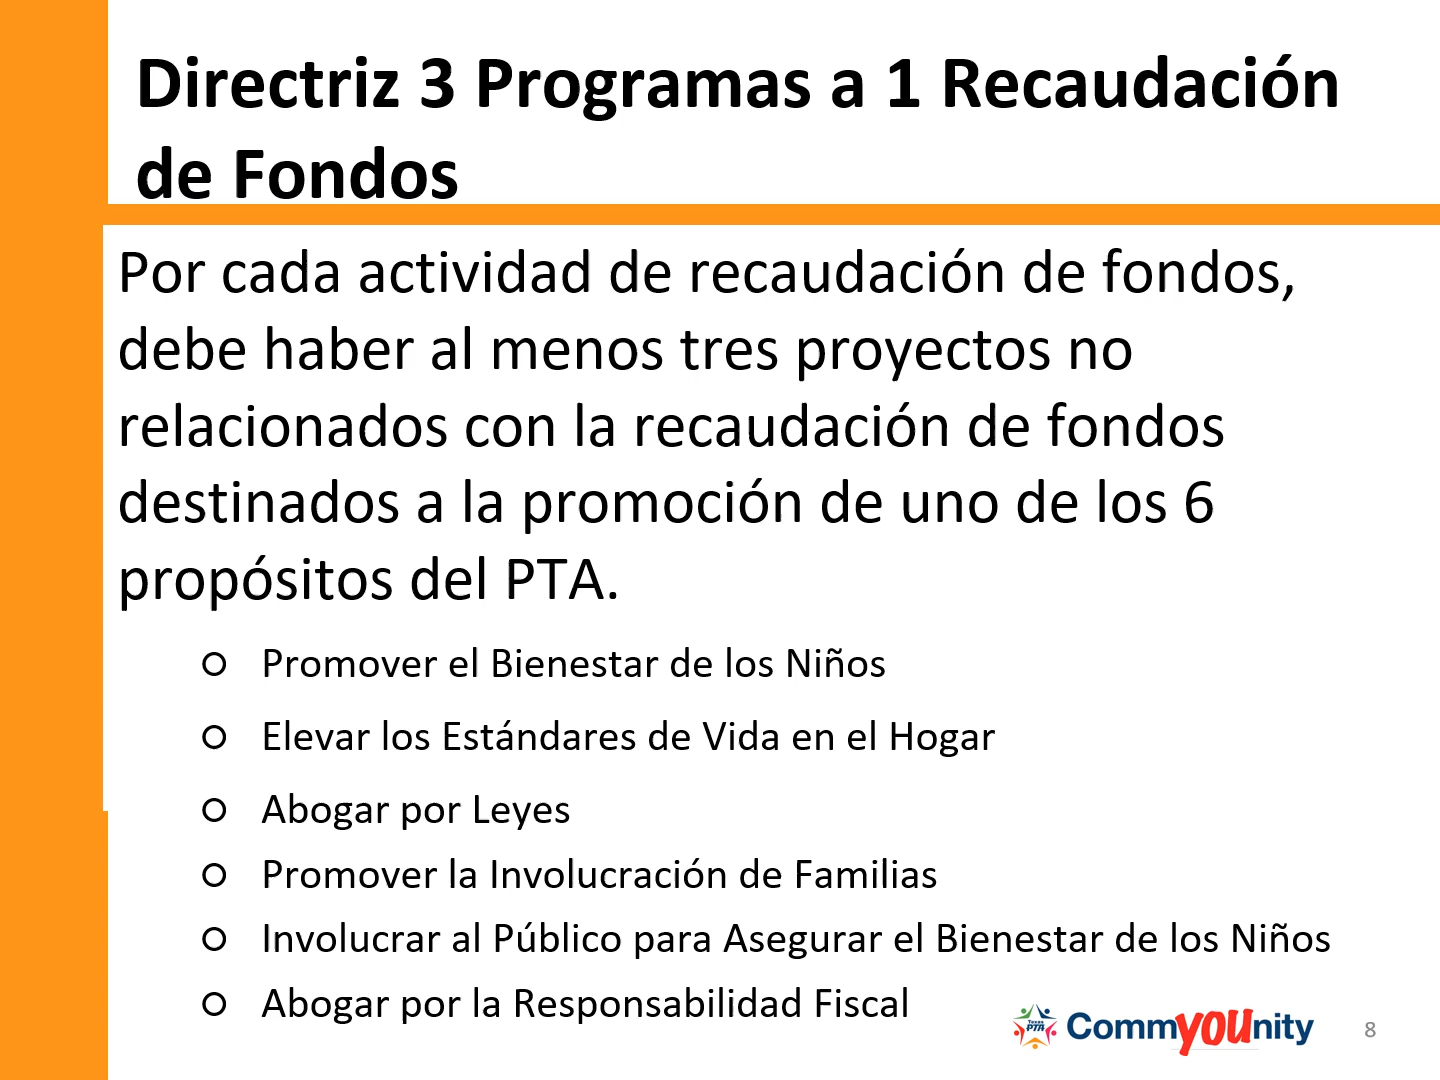 Directriz 3 Programas a 1 Recaudación
de Fondos
Por cada actividad de recaudación de fondos,
debe haber al menos tres proyectos no
relacionados con la recaudación de fondos
destinados a la promoción de uno de los 6
propósitos del PTA.
○ Promover el Bienestar de los Niños
○ Elevar los Estándares de Vida en el Hogar
○ Abogar por Leyes
○ Promover la Involucración de Familias
○ Involucrar al Público para Asegurar el Bienestar de los Niños
○ Abogar por la Responsabilidad Fiscal
Texas
PTA
CommYOUnity
8